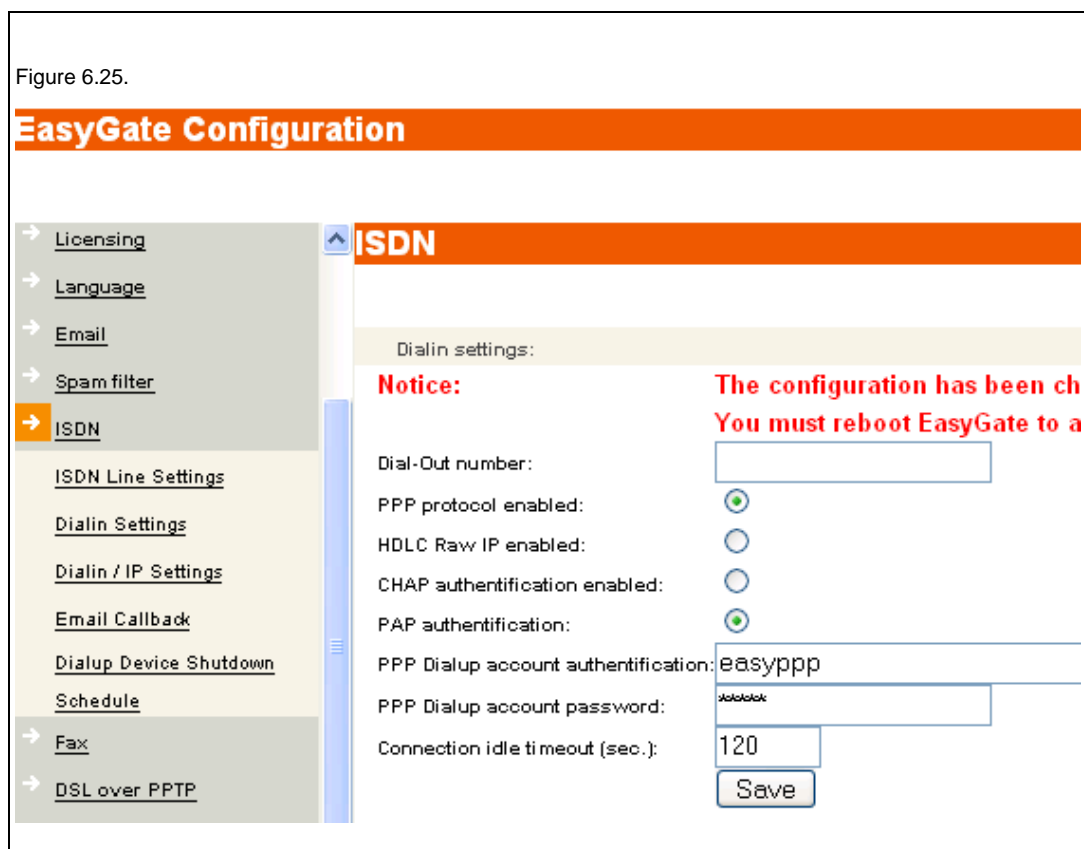 Figure 6.25.
EasyGate Configuration
Licensing
Language
Email
Spam filter
ISDN
ISDN Line Settings
Dialin Settings
Dialin / IP Settings
Email Callback
Dialup Device Shutdown
Schedule
Fax
DSL over PPTP
ISDN
Dialin settings:
Notice: The configuration has been ch
You must reboot EasyGate to a
Dial-Out number:
PPP protocol enabled:
HDLC Raw IP enabled:
CHAP authentification enabled:
PAP authentification:
PPP Dialup account authentification: easyppp
PPP Dialup account password: *****
Connection idle timeout (sec.): 120
Save